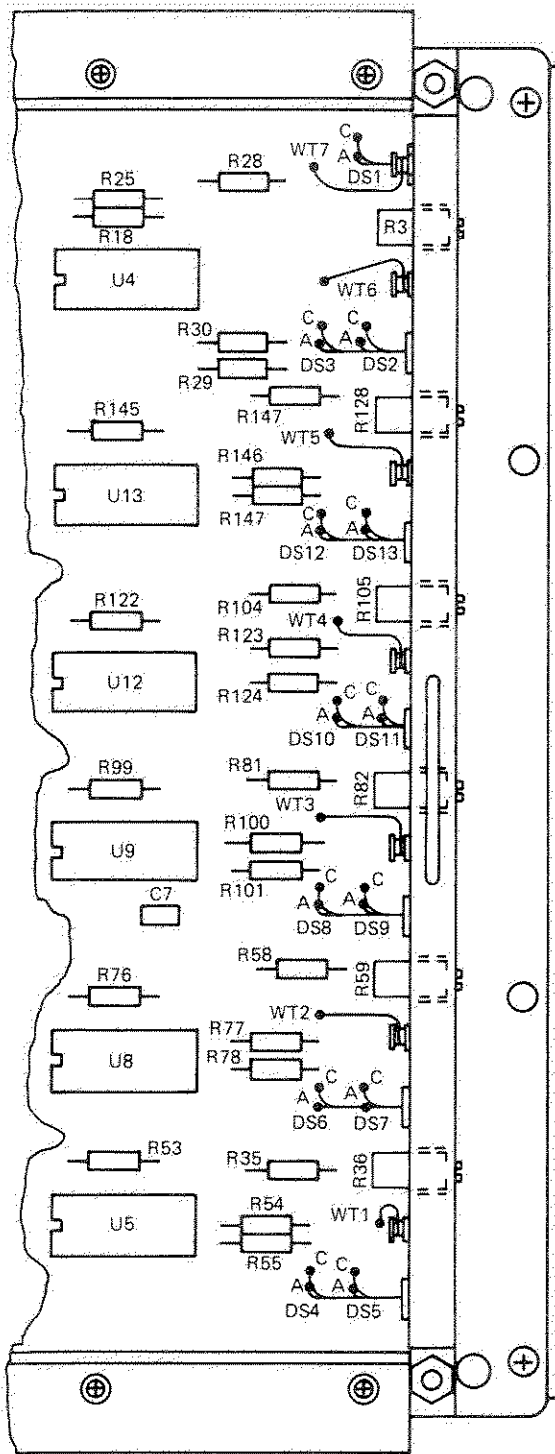 C
WT7
A
DS1
R28
R25
R18
R3
U4
WT6
R30
C
C
A
A
DS3
DS2
R29
R147
R128
R145
WT5
R146
U13
R147
C
C
A
A
DS12
DS13
R104
R105
R122
WT4
R123
U12
R124
C
C
A
A
DS10
DS11
R81
R82
R99
WT3
R100
U9
R101
C
C
A
A
DS8
DS9
C7
R58
R59
R76
WT2
R77
U8
R78
C
C
A
A
DS6
DS7
R53
R35
R36
WT1
R54
U5
R55
C
C
A
A
DS4
DS5